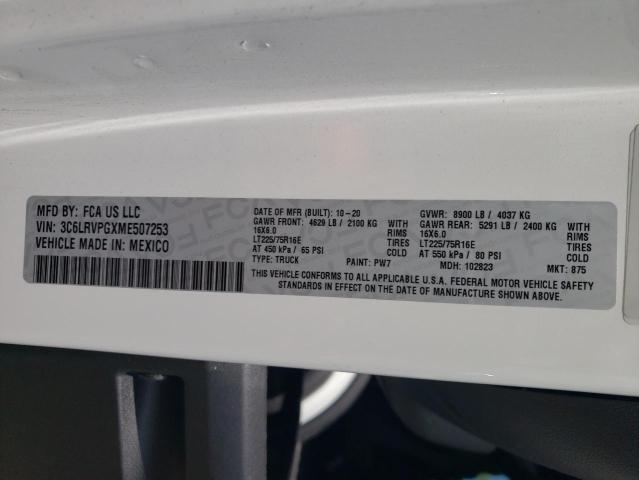 MFD BY: FCA US LLC
VIN: 3C6LRVPGXME507253
VEHICLE MADE IN: MEXICO
DATE OF MFR (BUILT): 10-20 GVWR: 8900 LB / 4037 KG
GAWR FRONT: 4629 LB / 2100 KG WITH GAWR REAR: 5291 LB / 2400 KG WITH
16X6.0 RIMS 16X6.0 RIMS
LT225/75R16E TIRES LT225/75R16E TIRES
AT 450 kPa / 65 PSI COLD AT 550 kPa / 80 PSI COLD
TYPE: TRUCK PAINT: PW7 MDH: 102823 MKT: 875
THIS VEHICLE CONFORMS TO ALL APPLICABLE U.S.A. FEDERAL MOTOR VEHICLE SAFETY
STANDARDS IN EFFECT ON THE DATE OF MANUFACTURE SHOWN ABOVE.